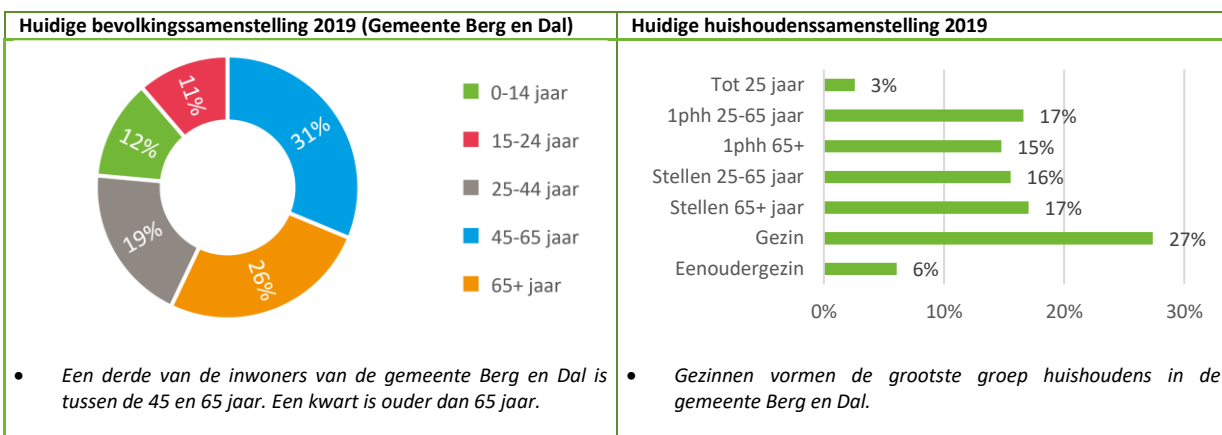 Huidige bevolkingssamenstelling 2019 (Gemeente Berg en Dal)
11%
31%
12%
19%
26%
0-14 jaar
15-24 jaar
25-44 jaar
45-65 jaar
65+ jaar
• Een derde van de inwoners van de gemeente Berg en Dal is
tussen de 45 en 65 jaar. Een kwart is ouder dan 65 jaar.
Huidige huishoudenssamenstelling 2019
Tot 25 jaar 3%
1phh 25-65 jaar 17%
1phh 65+ 15%
Stellen 25-65 jaar 16%
Stellen 65+ jaar 17%
Gezin 27%
Eenoudergezin 6%
0% 10% 20% 30%
• Gezinnen vormen de grootste groep huishoudens in de
gemeente Berg en Dal.